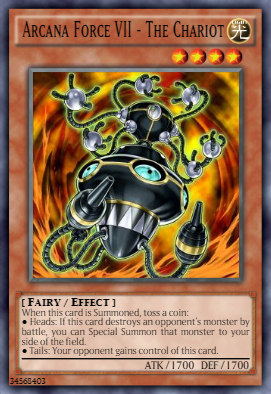 Arcana Force VII - The Chariot
光
[ Fairy / Effect ]
When this card is Summoned, toss a coin:
● Heads: If this card destroys an opponent's monster by
battle, you can Special Summon that monster to your
side of the field.
● Tails: Your opponent gains control of this card.
ATK / 1700 DEF / 1700
34568403